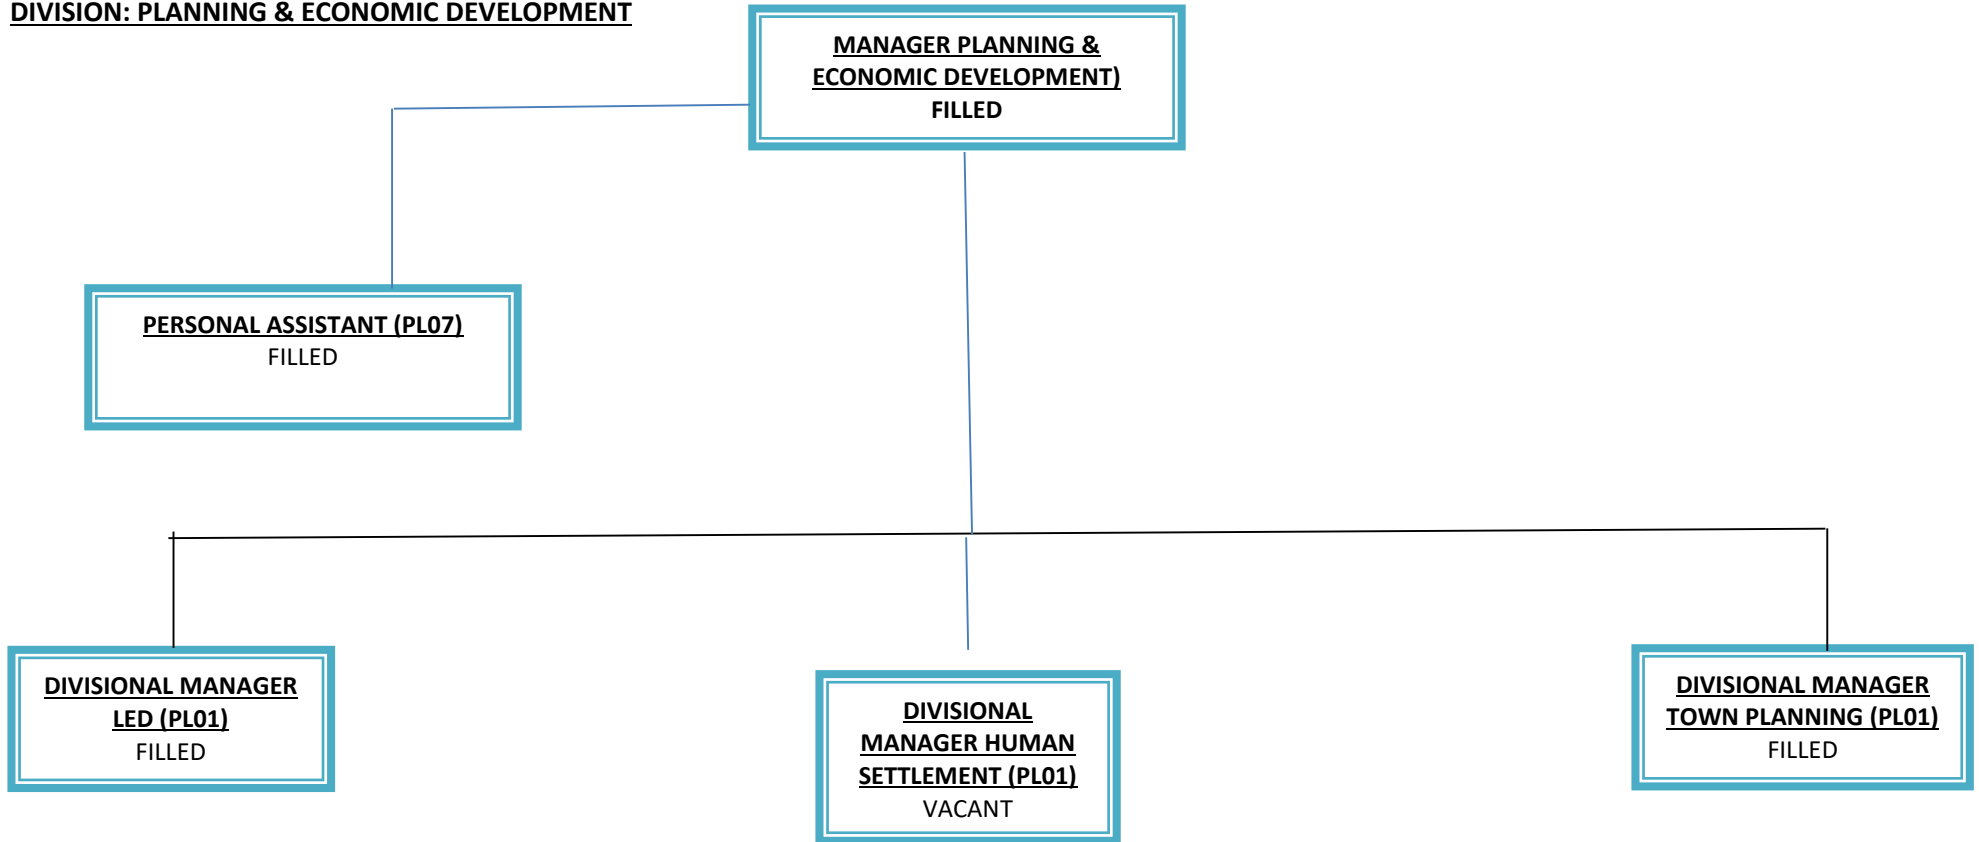 DIVISION: PLANNING & ECONOMIC DEVELOPMENT
MANAGER PLANNING &
ECONOMIC DEVELOPMENT)
FILLED
PERSONAL ASSISTANT (PL07)
FILLED
DIVISIONAL MANAGER
LED (PL01)
FILLED
DIVISIONAL
MANAGER HUMAN
SETTLEMENT (PL01)
VACANT
DIVISIONAL MANAGER
TOWN PLANNING (PL01)
FILLED